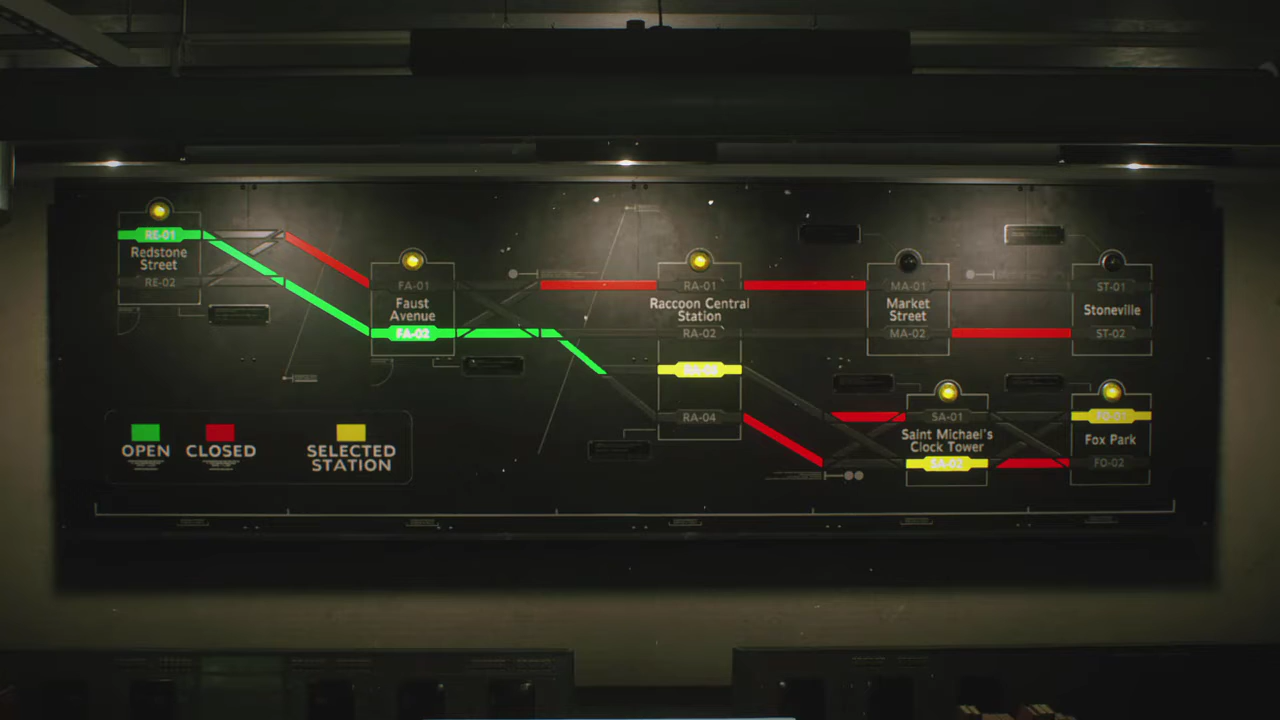 RE-01
Redstone
Street
RE-02
FA-01
Faust
Avenue
FA-02
RA-01
Raccoon Central
Station
RA-02
RA-04
MA-01
Market
Street
MA-02
ST-01
Stoneville
ST-02
SA-01
Saint Michael's
Clock Tower
SA-02
FO-01
Fox Park
FO-02
OPEN
CLOSED
SELECTED
STATION